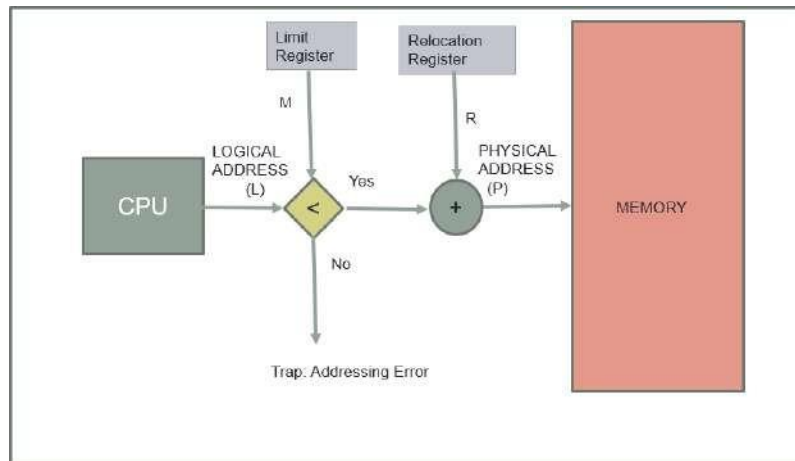 Limit
Register
Relocation
Register
M
R
LOGICAL
ADDRESS
(L)
PHYSICAL
ADDRESS
(P)
CPU
<
Yes
+
MEMORY
No
Trap: Addressing Error